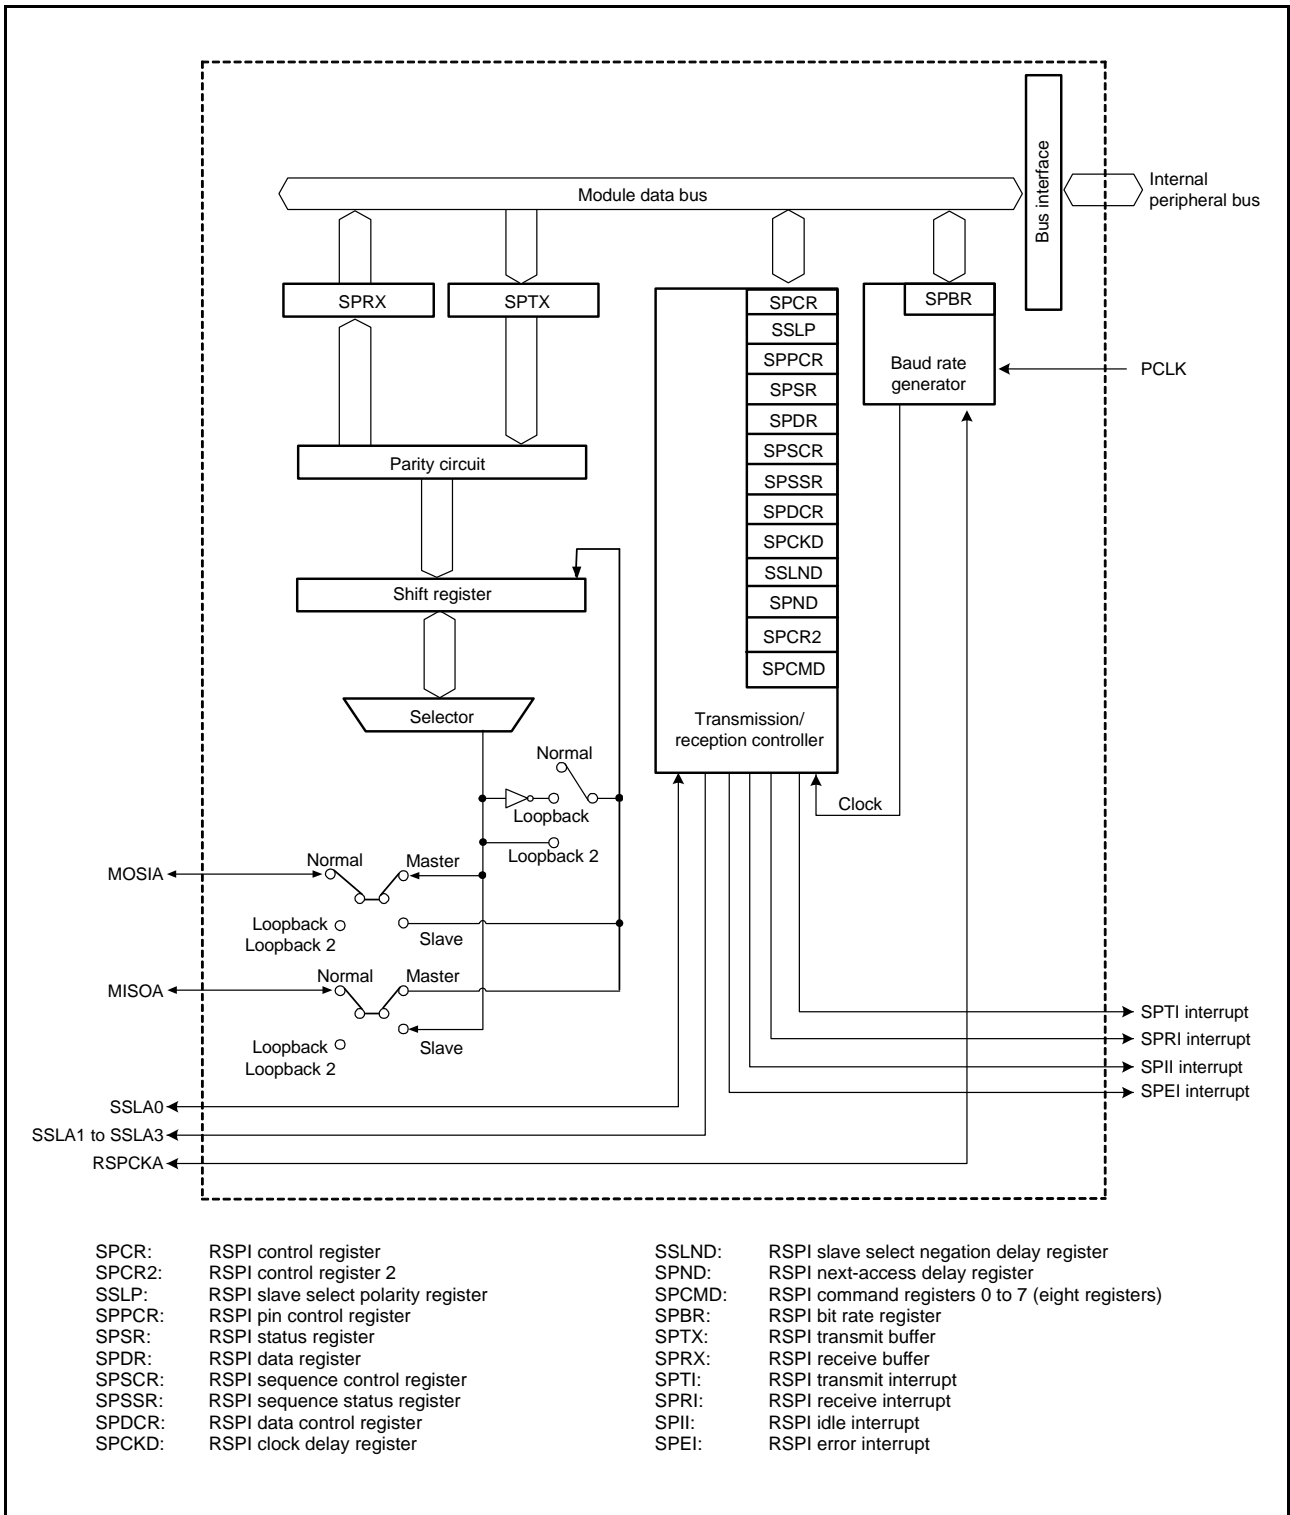 Module data bus
Bus interface
Internal
peripheral bus
SPRX
SPTX
SPCR
SPBR
SSLP
SPPCR
Baud rate
generator
PCLK
SPSR
SPDR
SPSCR
Parity circuit
SPSSR
SPDCR
SPCKD
SSLND
Shift register
SPND
SPCR2
SPCMD
Selector
Transmission/
reception controller
Normal
Clock
Loopback
Loopback 2
MOSIA
Normal
Master
Loopback
Loopback 2
Slave
MISOA
Normal
Master
Loopback
Loopback 2
Slave
SPTI interrupt
SPRI interrupt
SPII interrupt
SPEI interrupt
SSLA0
SSLA1 to SSLA3
RSPCKA
SPCR: RSPI control register
SPCR2: RSPI control register 2
SSLP: RSPI slave select polarity register
SPPCR: RSPI pin control register
SPSR: RSPI status register
SPDR: RSPI data register
SPSCR: RSPI sequence control register
SPSSR: RSPI sequence status register
SPDCR: RSPI data control register
SPCKD: RSPI clock delay register
SSLND: RSPI slave select negation delay register
SPND: RSPI next-access delay register
SPCMD: RSPI command registers 0 to 7 (eight registers)
SPBR: RSPI bit rate register
SPTX: RSPI transmit buffer
SPRX: RSPI receive buffer
SPTI: RSPI transmit interrupt
SPRI: RSPI receive interrupt
SPII: RSPI idle interrupt
SPEI: RSPI error interrupt